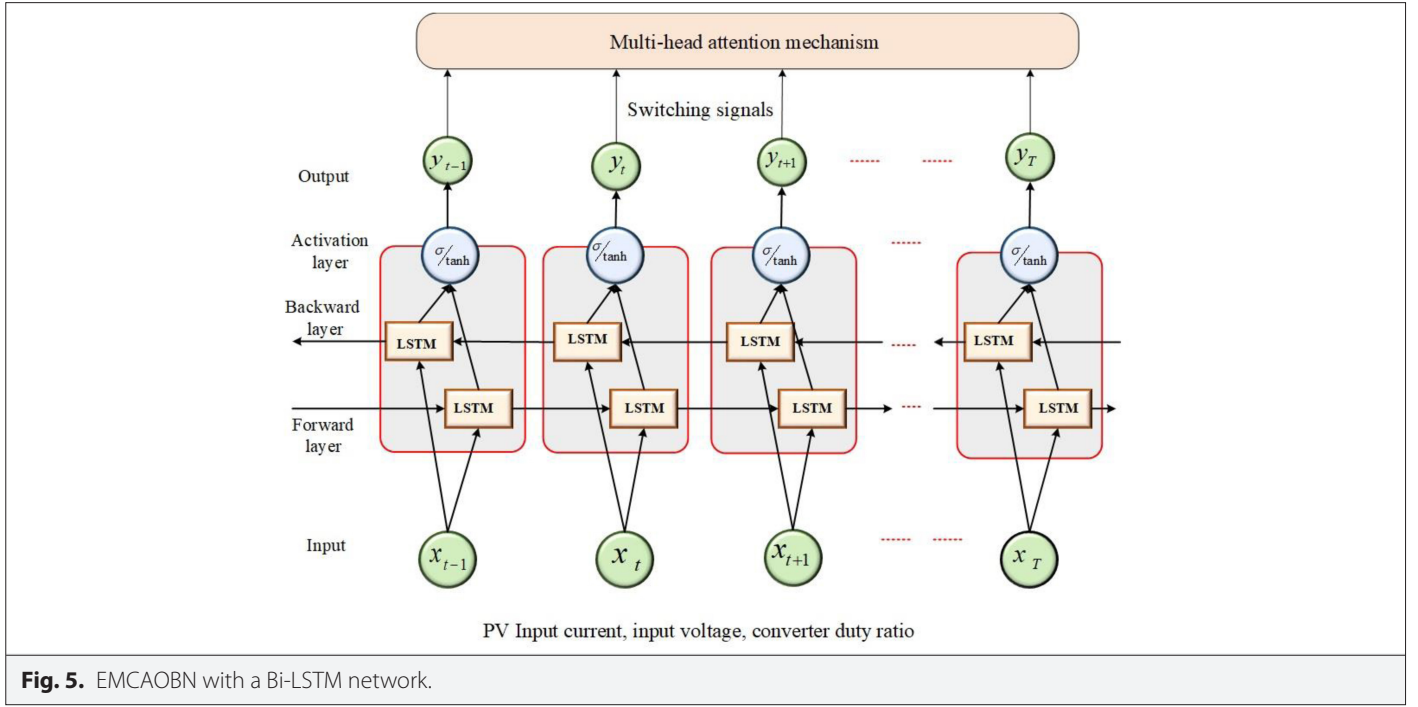 Multi-head attention mechanism
Switching signals
Output
y_{t-1}
y_t
y_{t+1}
...... ......
y_T
Activation
layer
σ/tanh
σ/tanh
σ/tanh
......
σ/tanh
Backward
layer
LSTM
LSTM
LSTM
......
LSTM
Forward
layer
LSTM
LSTM
LSTM
....
LSTM
Input
x_{t-1}
x_t
x_{t+1}
...... ......
x_T
PV Input current, input voltage, converter duty ratio
Fig. 5. EMCAOBN with a Bi-LSTM network.